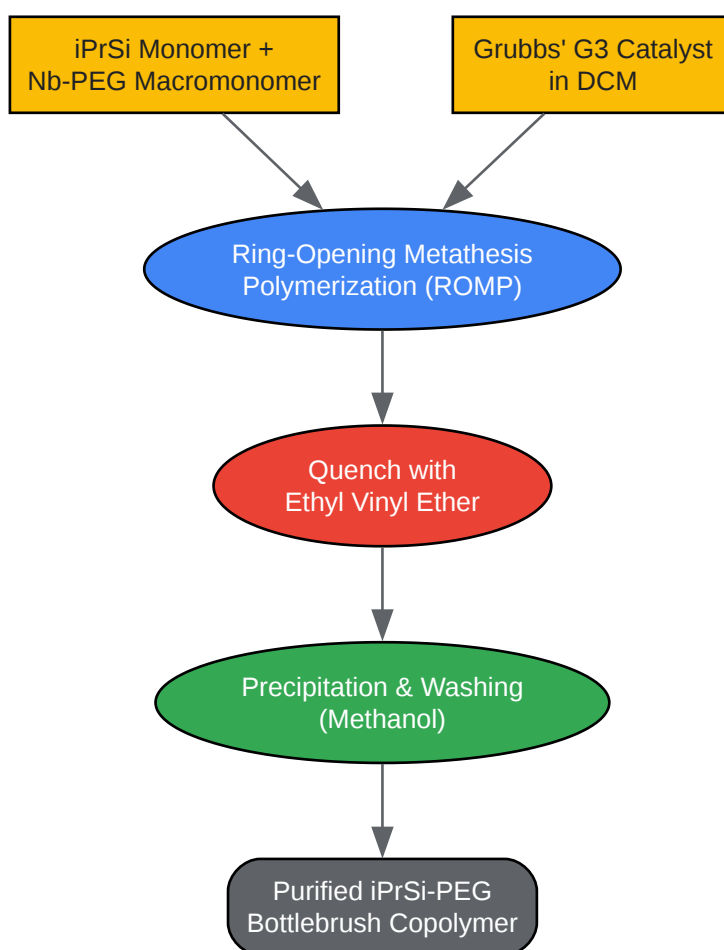 iPrSi Monomer +
Nb-PEG Macromonomer
Grubbs' G3 Catalyst
in DCM
Ring-Opening Metathesis
Polymerization (ROMP)
Quench with
Ethyl Vinyl Ether
Precipitation & Washing
(Methanol)
Purified iPrSi-PEG
Bottlebrush Copolymer